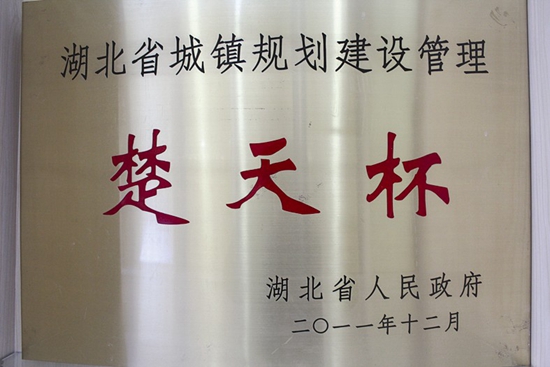 湖北省城镇规划建设管理
楚天杯
湖北省人民政府
二〇一一年十二月